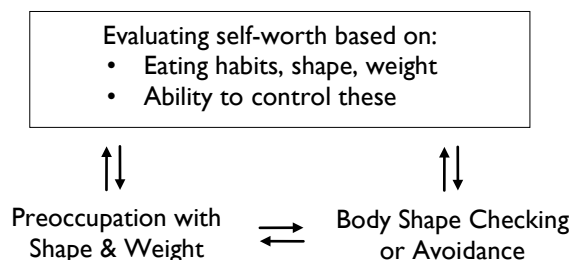 Evaluating self-worth based on:
• Eating habits, shape, weight
• Ability to control these
Preoccupation with
Shape & Weight
Body Shape Checking
or Avoidance